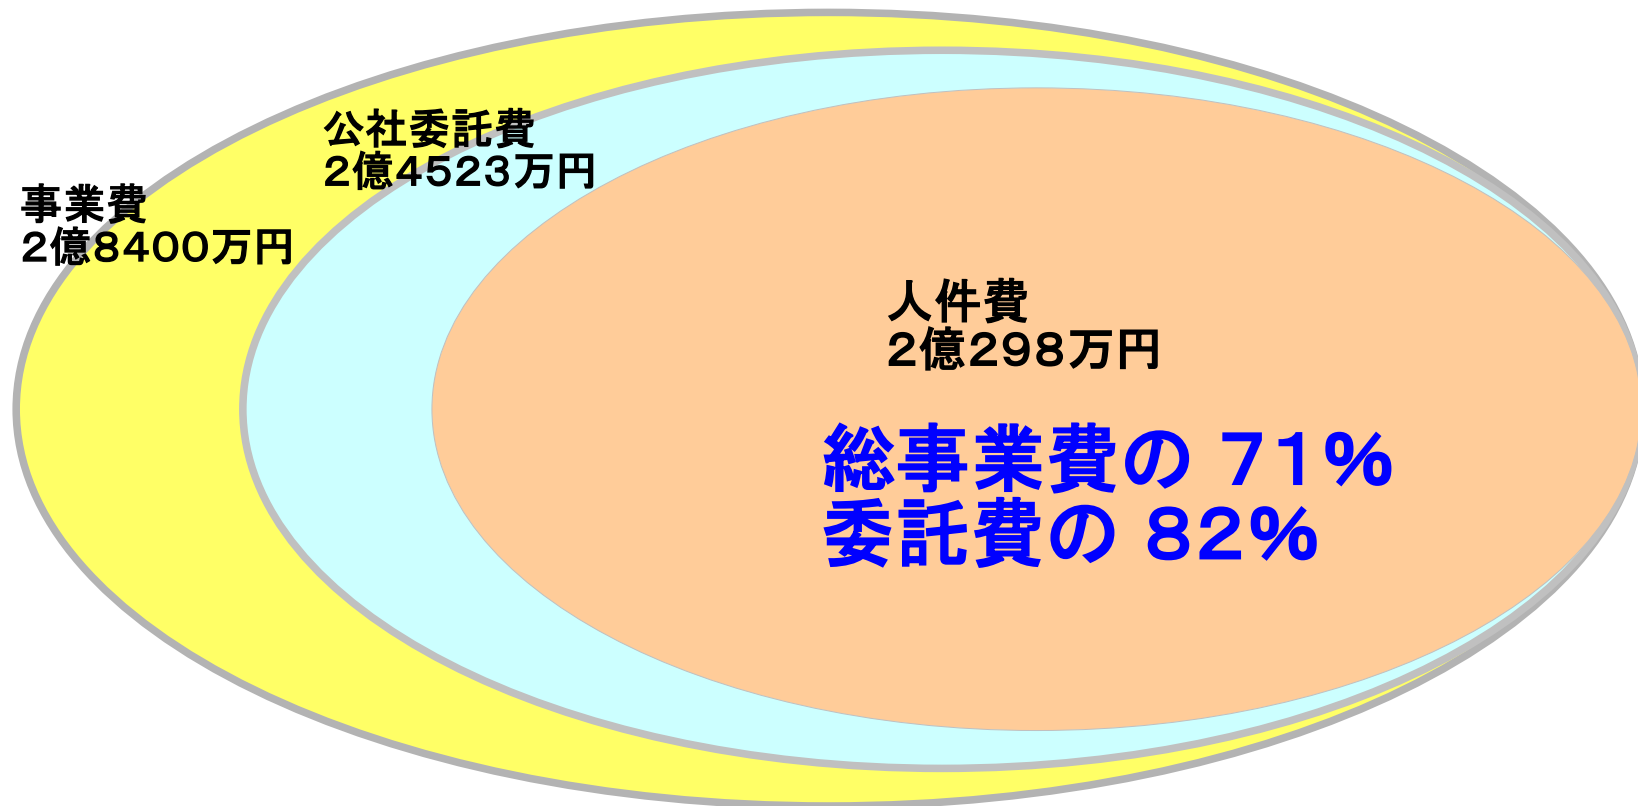 公社委託費
2億4523万円
事業費
2億8400万円
人件費
2億298万円
総事業費の 71%
委託費の 82%